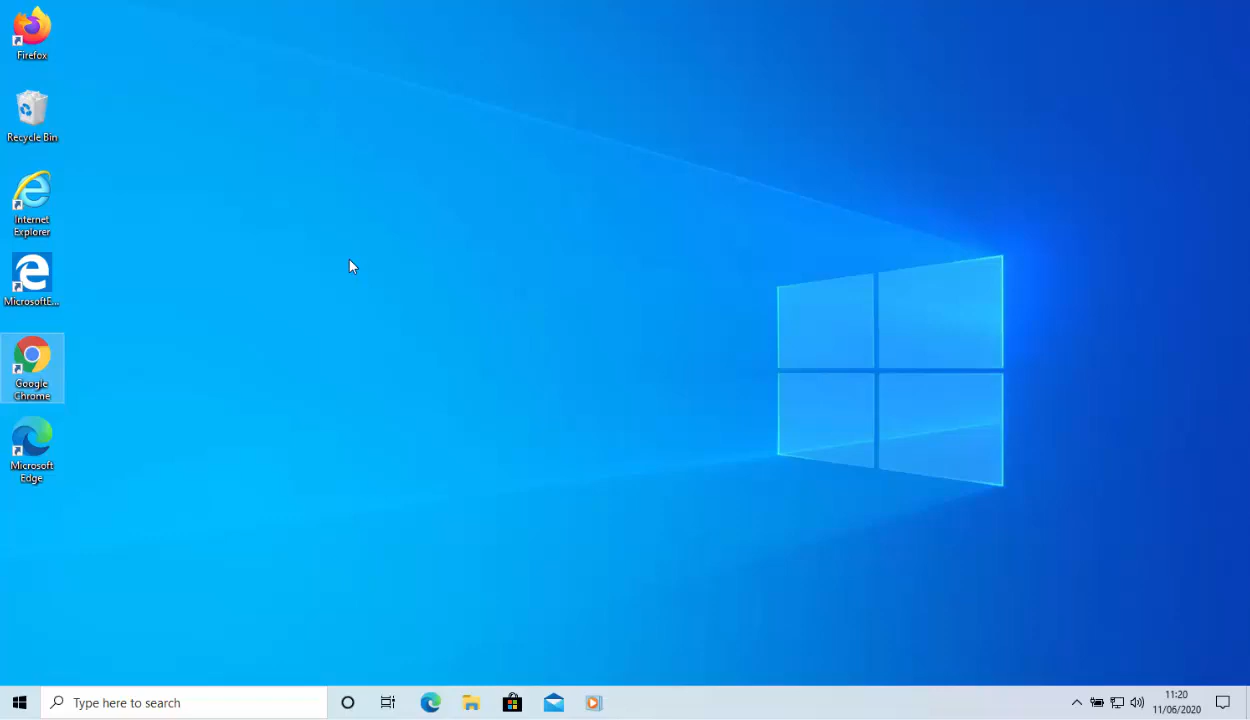 Firefox
Recycle Bin
Internet
Explorer
MicrosoftE...
Google
Chrome
Microsoft
Edge
Type here to search
11:20
11/06/2020